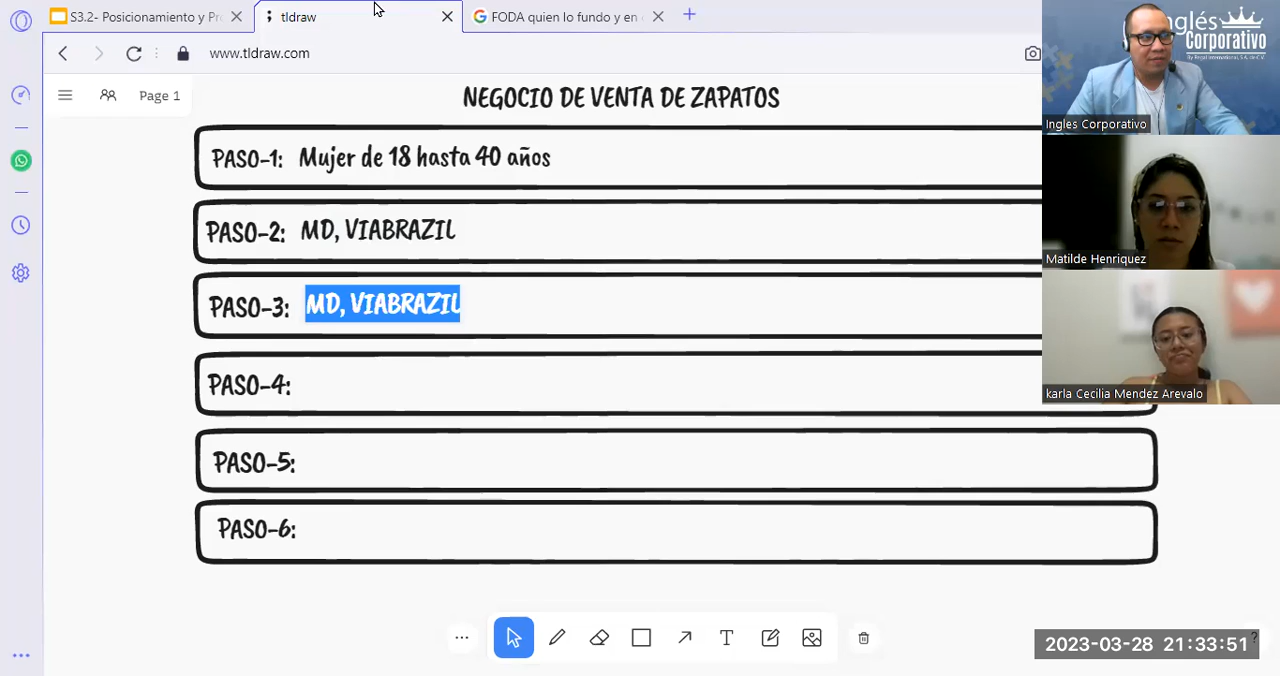 S3.2- Posicionamiento y Pr
tldraw
FODA quien lo fundo y en
www.tldraw.com
Page 1
NEGOCIO DE VENTA DE ZAPATOS
PASO-1: Mujer de 18 hasta 40 años
PASO-2: MD, VIABRAZIL
PASO-3: MD, VIABRAZIL
PASO-4:
PASO-5:
PASO-6:
Inglés
Corporativo
Ingles Corporativo
Matilde Henriquez
karla Cecilia Mendez Arevalo
T
2023-03-28 21:33:51
?